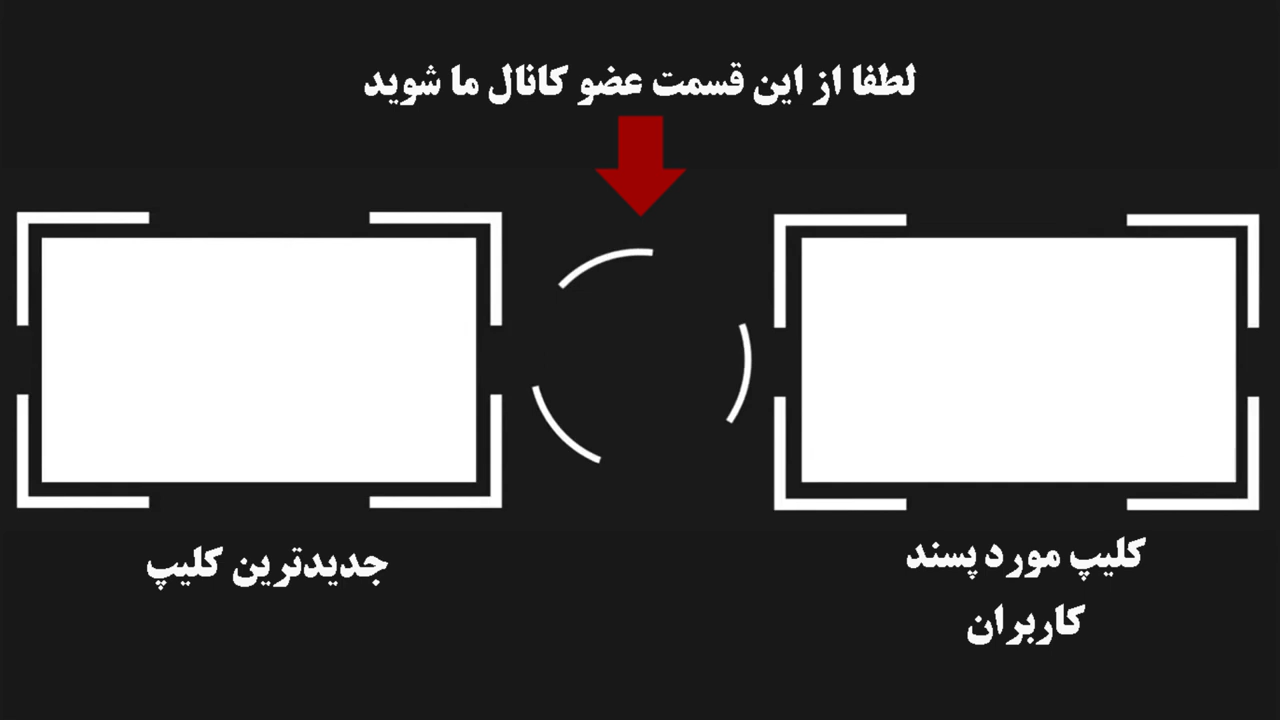 لطفا از این قسمت عضو کانال ما شوید
کلیپ مورد پسند
کاربران
جدیدترین کلیپ